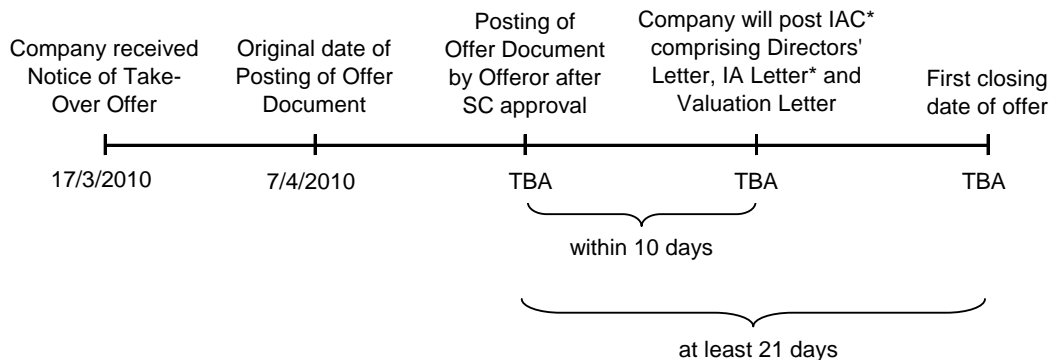 Company received
Notice of Take-
Over Offer
Original date of
Posting of Offer
Document
Posting of
Offer Document
by Offeror after
SC approval
Company will post IAC*
comprising Directors'
Letter, IA Letter* and
Valuation Letter
First closing
date of offer
17/3/2010
7/4/2010
TBA
TBA
TBA
within 10 days
at least 21 days